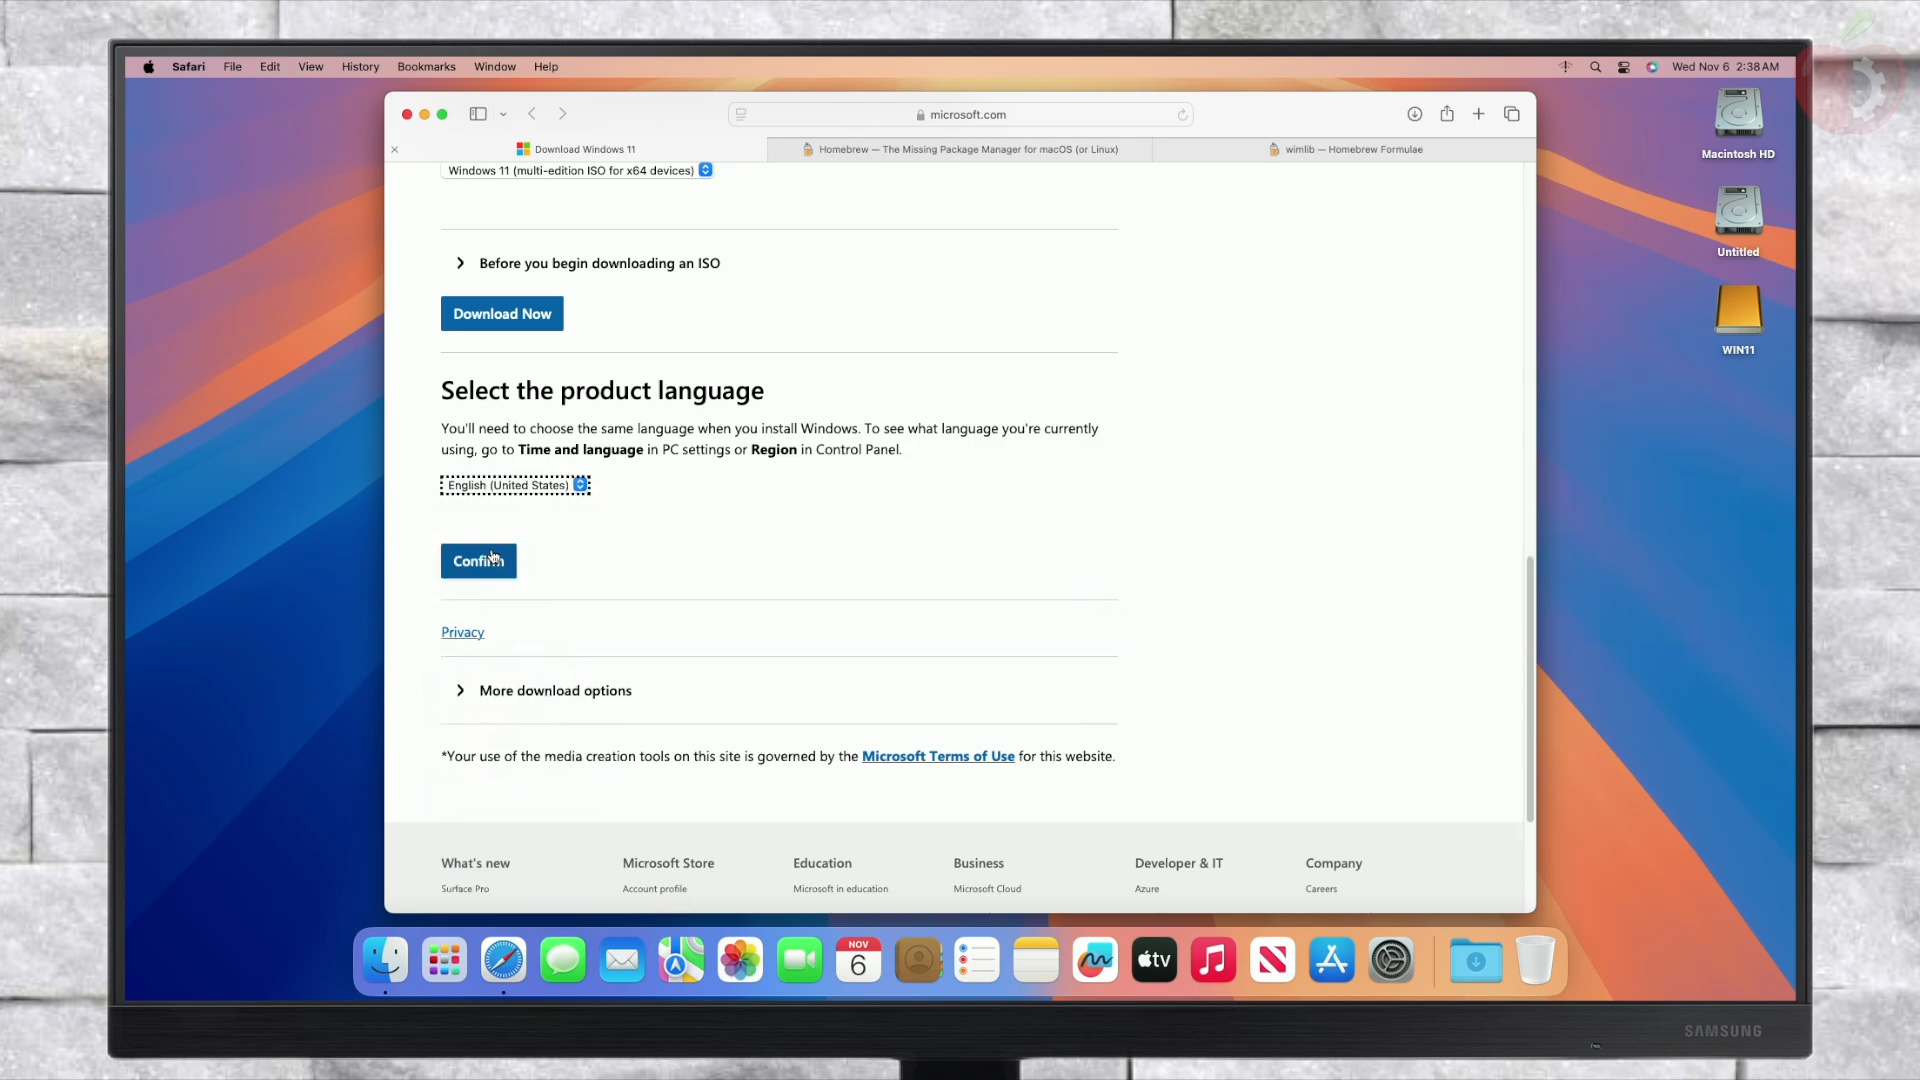 Safari File Edit View History Bookmarks Window Help
Wed Nov 6 2:38 AM
microsoft.com
Download Windows 11
Homebrew — The Missing Package Manager for macOS (or Linux)
wimlib — Homebrew Formulae
Windows 11 (multi-edition ISO for x64 devices)
Before you begin downloading an ISO
Download Now
Select the product language
You'll need to choose the same language when you install Windows. To see what language you're currently
using, go to Time and language in PC settings or Region in Control Panel.
English (United States)
Confirm
Privacy
More download options
*Your use of the media creation tools on this site is governed by the Microsoft Terms of Use for this website.
What's new
Microsoft Store
Education
Business
Developer & IT
Company
Surface Pro
Account profile
Microsoft in education
Microsoft Cloud
Azure
Careers
Macintosh HD
Untitled
WIN11
NOV
6
tv
SAMSUNG